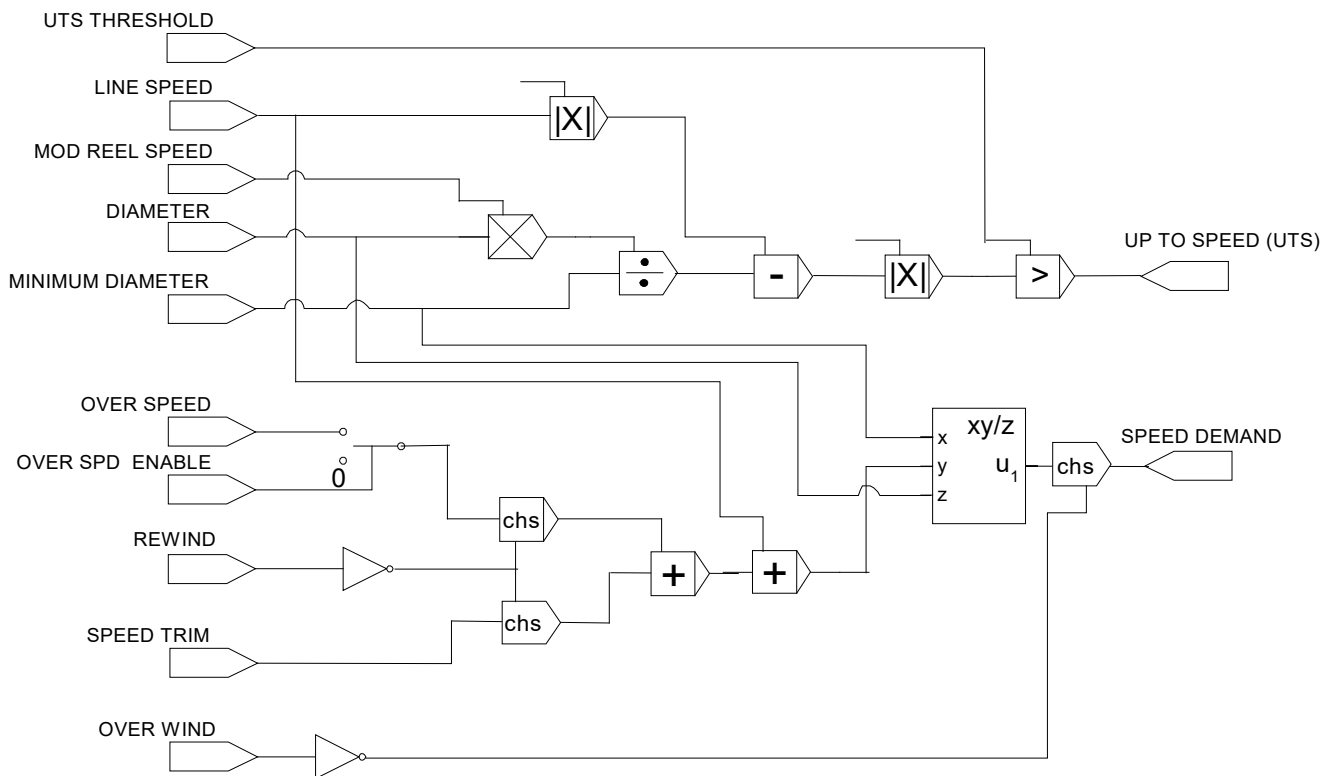 UTS THRESHOLD
LINE SPEED
|X|
MOD REEL SPEED
DIAMETER
UP TO SPEED (UTS)
MINIMUM DIAMETER
-
|X|
>
OVER SPEED
xy/z
x
SPEED DEMAND
OVER SPD ENABLE
0
y
u1
chs
z
chs
REWIND
+
+
chs
SPEED TRIM
OVER WIND